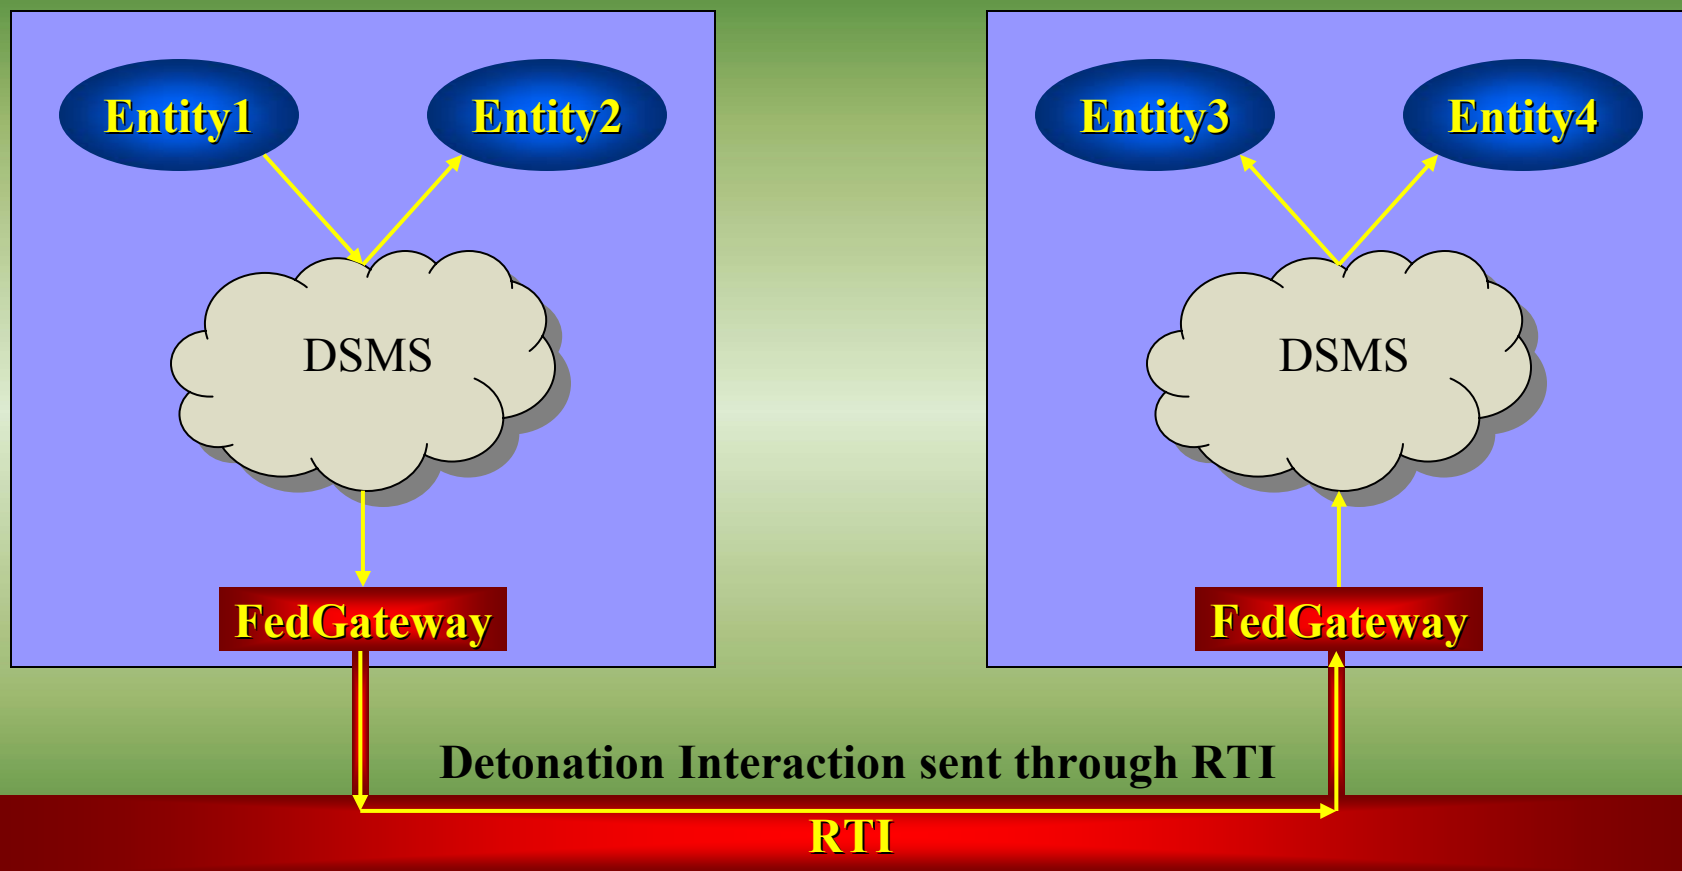 Entity1
Entity2
Entity3
Entity4
DSMS
DSMS
FedGateway
FedGateway
Detonation Interaction sent through RTI
RTI